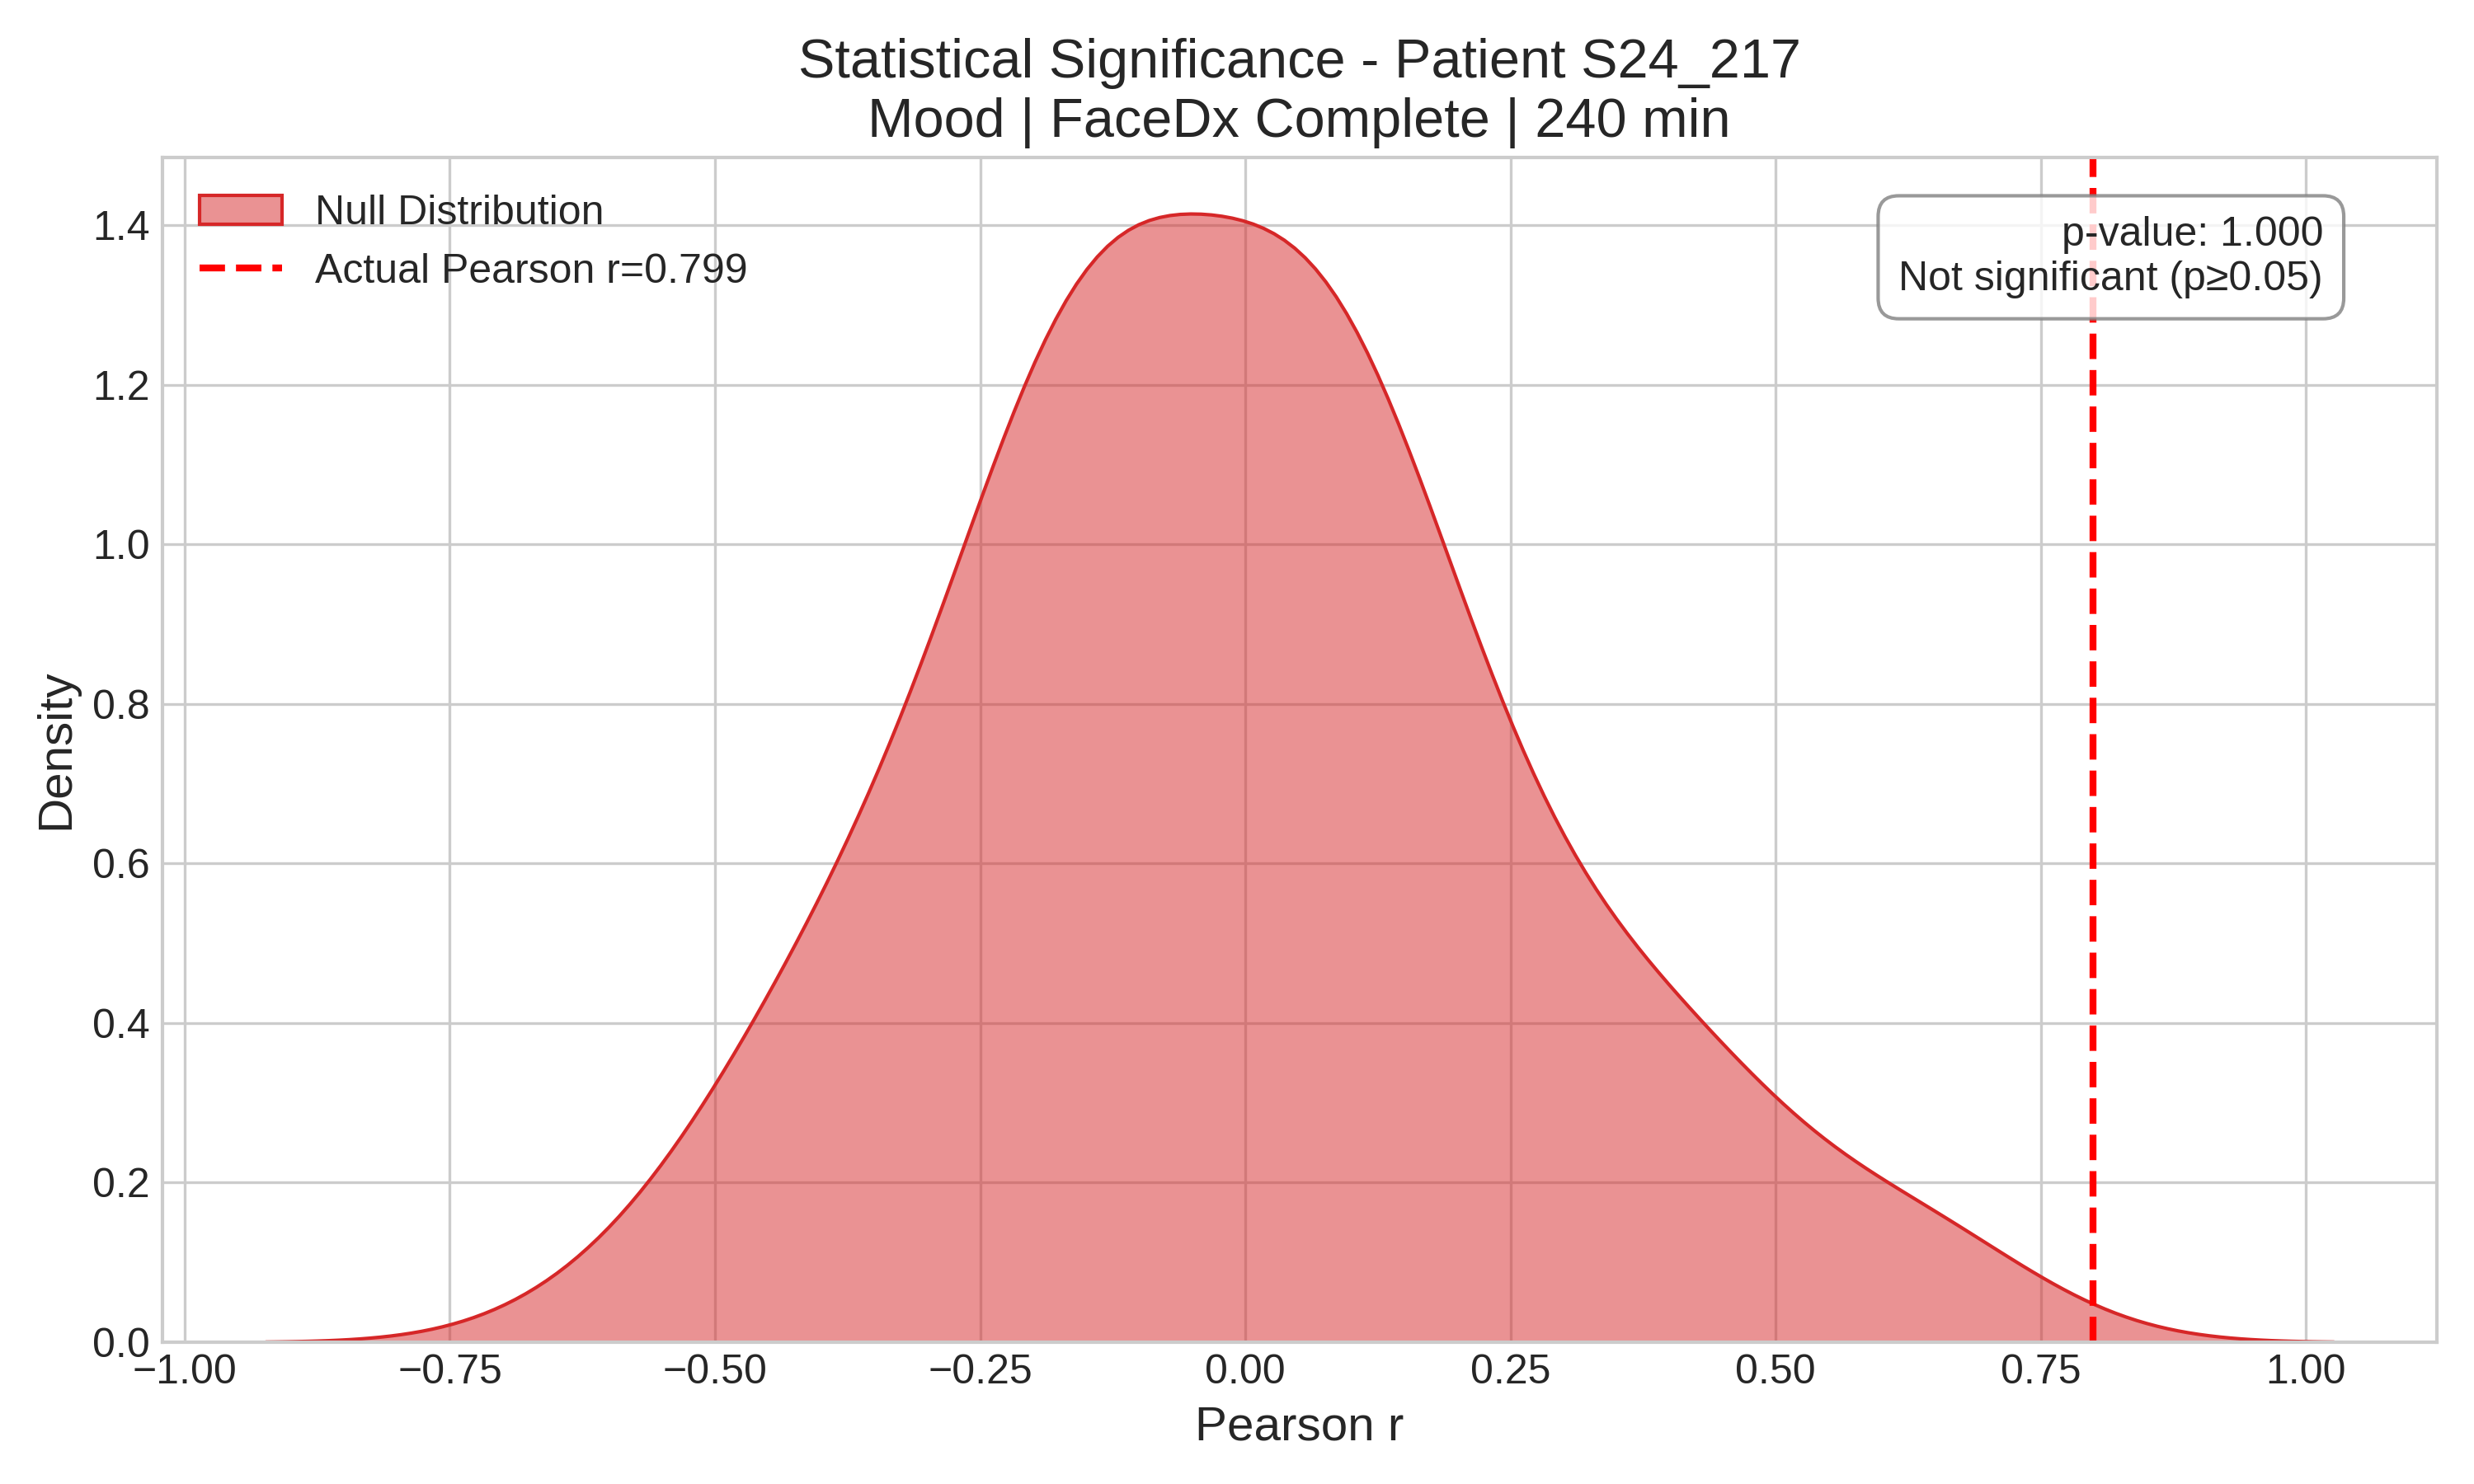 Statistical Significance - Patient S24_217
Mood | FaceDx Complete | 240 min
Null Distribution
Actual Pearson r=0.799
p-value: 1.000
Not significant (p≥0.05)
Density
1.4
1.2
1.0
0.8
0.6
0.4
0.2
0.0
−1.00 −0.75 −0.50 −0.25 0.00 0.25 0.50 0.75 1.00
Pearson r